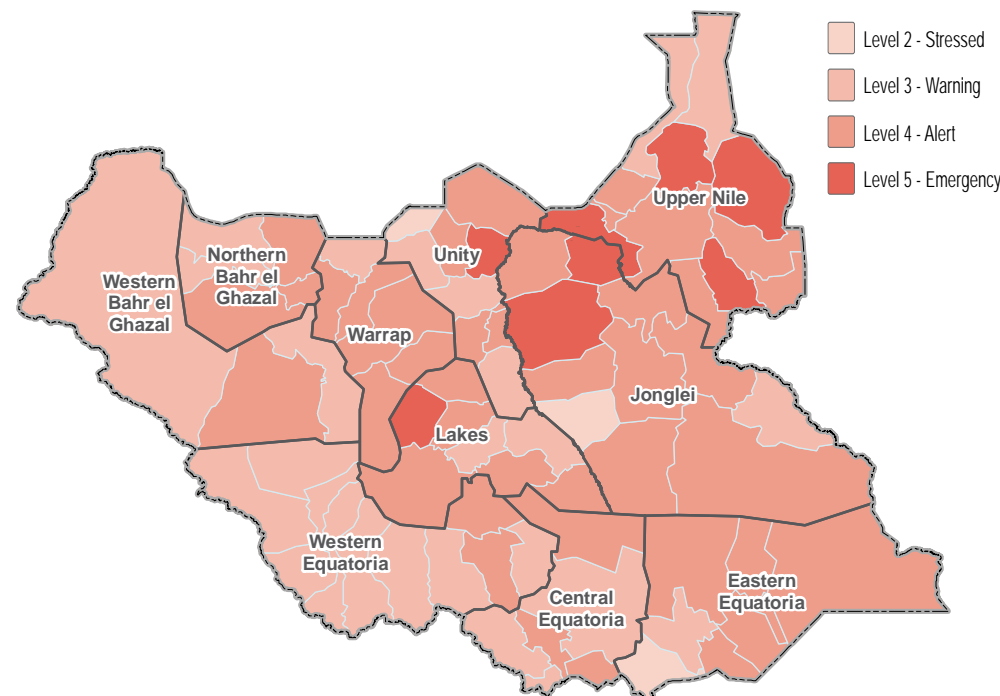 Level 2 - Stressed
Level 3 - Warning
Level 4 - Alert
Level 5 - Emergency
Upper Nile
Unity
Northern
Bahr el
Ghazal
Western
Bahr el
Ghazal
Warrap
Jonglei
Lakes
Western
Equatoria
Central
Equatoria
Eastern
Equatoria